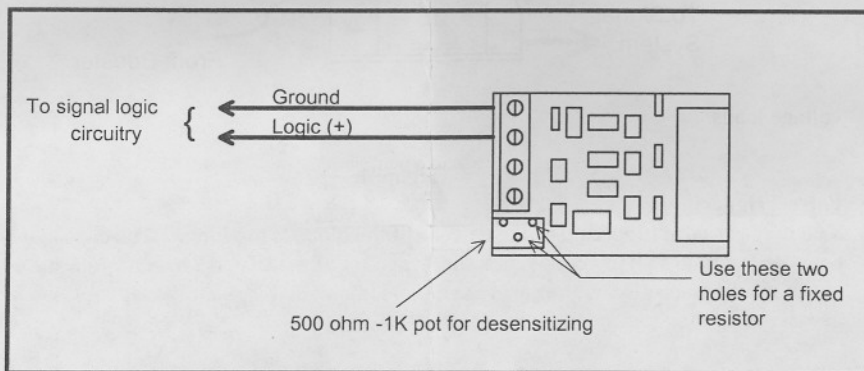 Ground
To signal logic
circuitry
{
Logic (+)
Use these two
holes for a fixed
resistor
500 ohm -1K pot for desensitizing